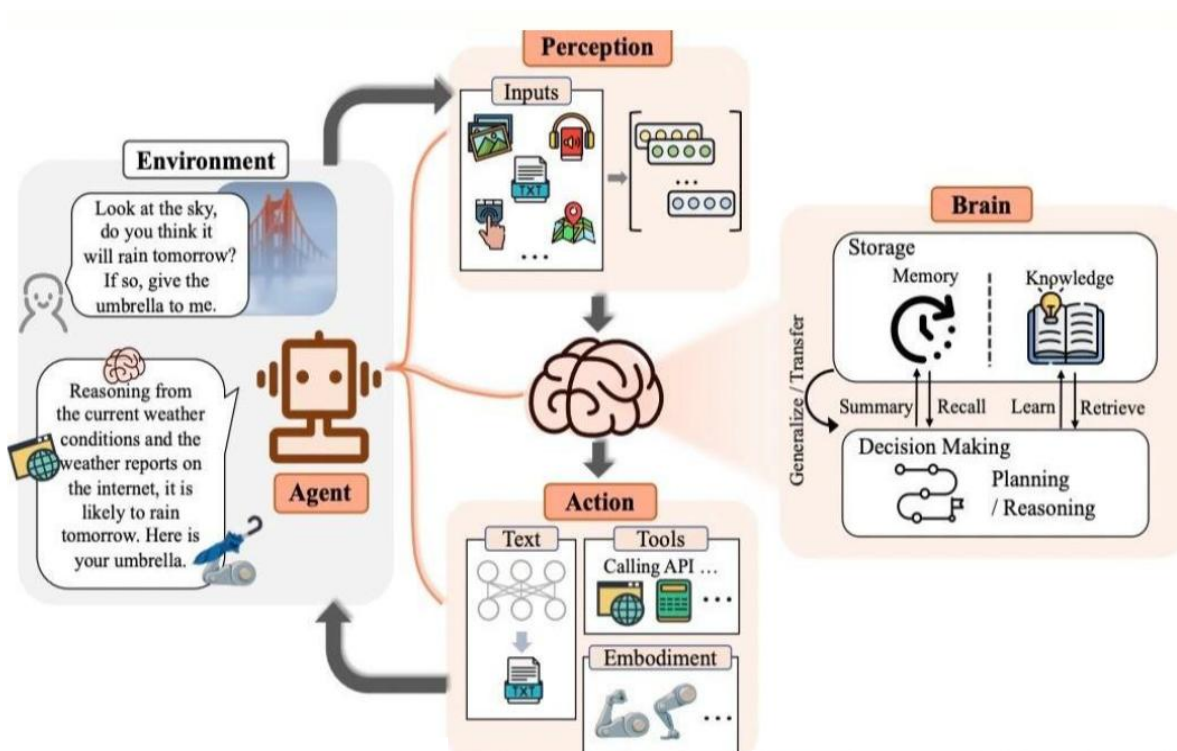 Perception
Inputs
TXT
...
...
Environment
Look at the sky,
do you think it
will rain tomorrow?
If so, give the
umbrella to me.
Reasoning from
the current weather
conditions and the
weather reports on
the internet, it is
likely to rain
tomorrow. Here is
your umbrella.
Agent
Action
Text
TXT
Tools
Calling API ...
...
Embodiment
...
Brain
Storage
Memory
Knowledge
Generalize / Transfer
Summary
Recall
Learn
Retrieve
Decision Making
Planning
/ Reasoning